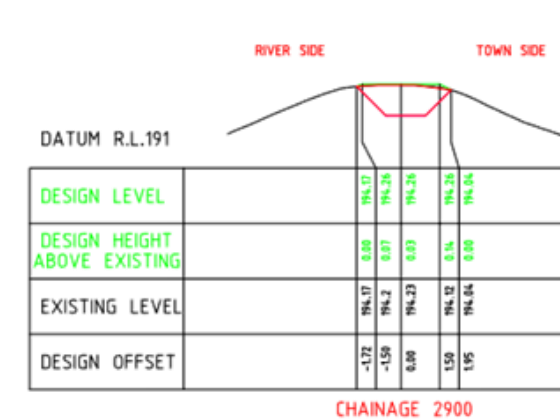 RIVER SIDE TOWN SIDE
DATUM R.L.191
DESIGN LEVEL 194.17 194.26 194.26 194.26 194.04
DESIGN HEIGHT
ABOVE EXISTING 0.00 0.07 0.03 0.14 0.00
EXISTING LEVEL 194.17 194.2 194.23 194.12 194.04
DESIGN OFFSET -1.72 -1.50 0.00 1.50 1.95
CHAINAGE 2900